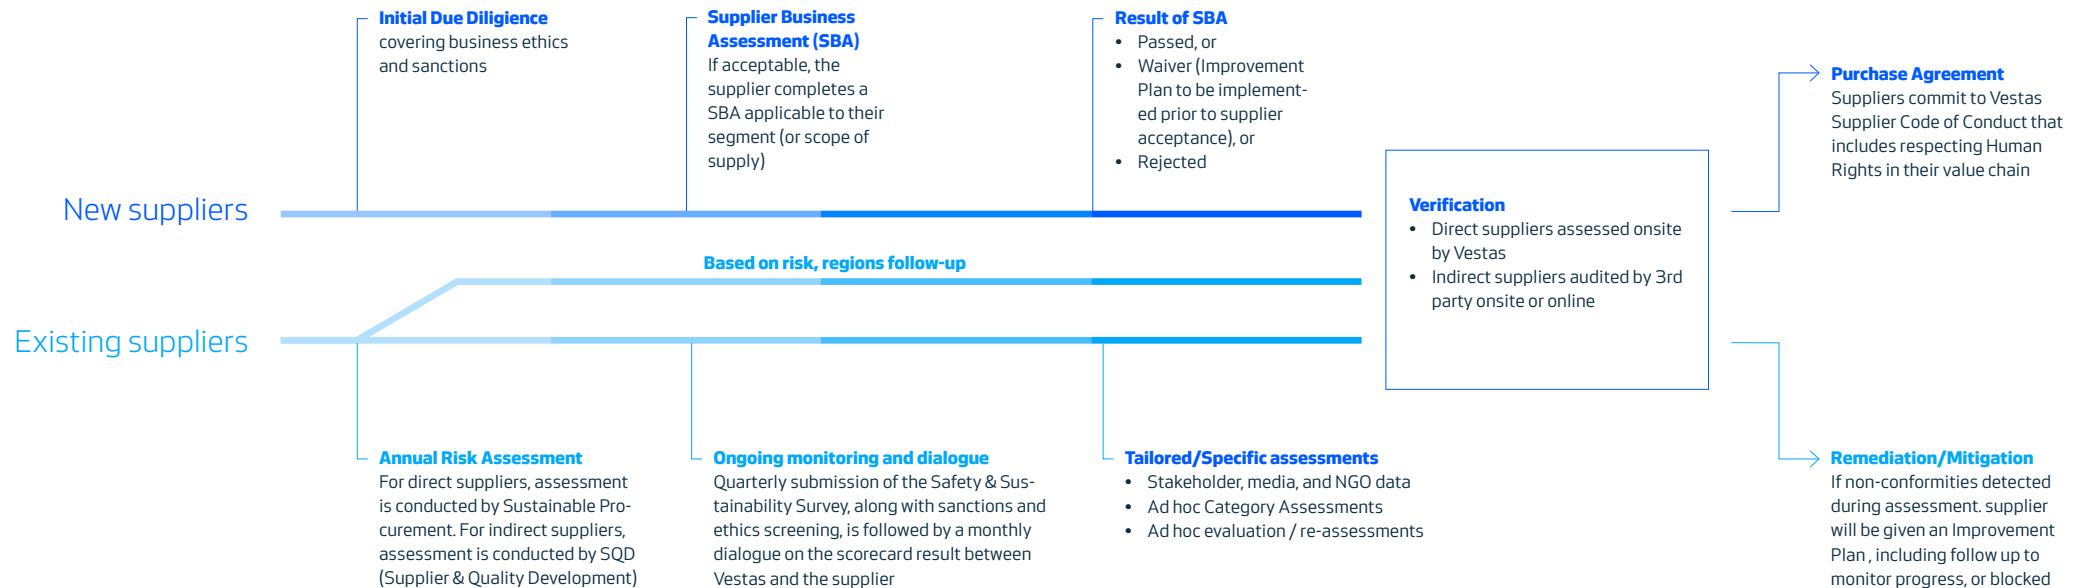 Initial Due Diligience
covering business ethics
and sanctions
Supplier Business
Assessment (SBA)
If acceptable, the
supplier completes a
SBA applicable to their
segment (or scope of
supply)
Result of SBA
• Passed, or
• Waiver (Improvement
Plan to be implement-
ed prior to supplier
acceptance), or
• Rejected
Purchase Agreement
Suppliers commit to Vestas
Supplier Code of Conduct that
includes respecting Human
Rights in their value chain
New suppliers
Verification
• Direct suppliers assessed onsite
by Vestas
• Indirect suppliers audited by 3rd
party onsite or online
Based on risk, regions follow-up
Existing suppliers
Annual Risk Assessment
For direct suppliers, assessment
is conducted by Sustainable Pro-
curement. For indirect suppliers,
assessment is conducted by SQD
(Supplier & Quality Development)
Ongoing monitoring and dialogue
Quarterly submission of the Safety & Sus-
tainability Survey, along with sanctions and
ethics screening, is followed by a monthly
dialogue on the scorecard result between
Vestas and the supplier
Tailored/Specific assessments
• Stakeholder, media, and NGO data
• Ad hoc Category Assessments
• Ad hoc evaluation / re-assessments
Remediation/Mitigation
If non-conformities detected
during assessment. supplier
will be given an Improvement
Plan , including follow up to
monitor progress, or blocked